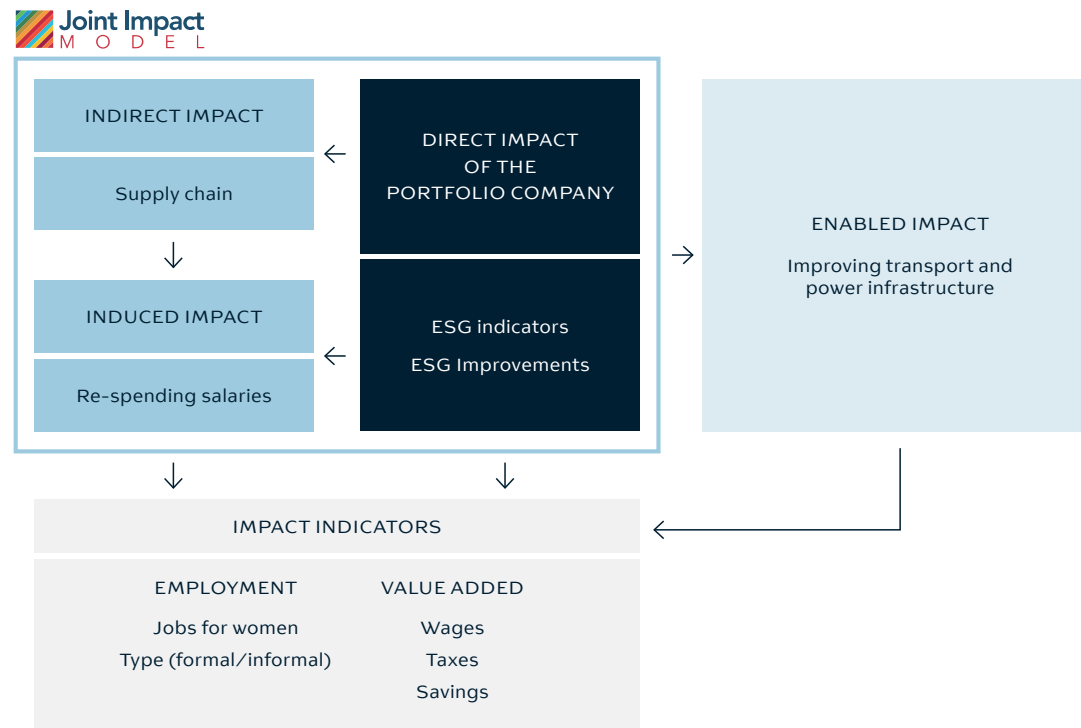 Joint Impact
MODEL
INDIRECT IMPACT
Supply chain
INDUCED IMPACT
Re-spending salaries
DIRECT IMPACT
OF THE
PORTFOLIO COMPANY
ESG indicators
ESG Improvements
ENABLED IMPACT
Improving transport and
power infrastructure
IMPACT INDICATORS
EMPLOYMENT
Jobs for women
Type (formal/informal)
VALUE ADDED
Wages
Taxes
Savings